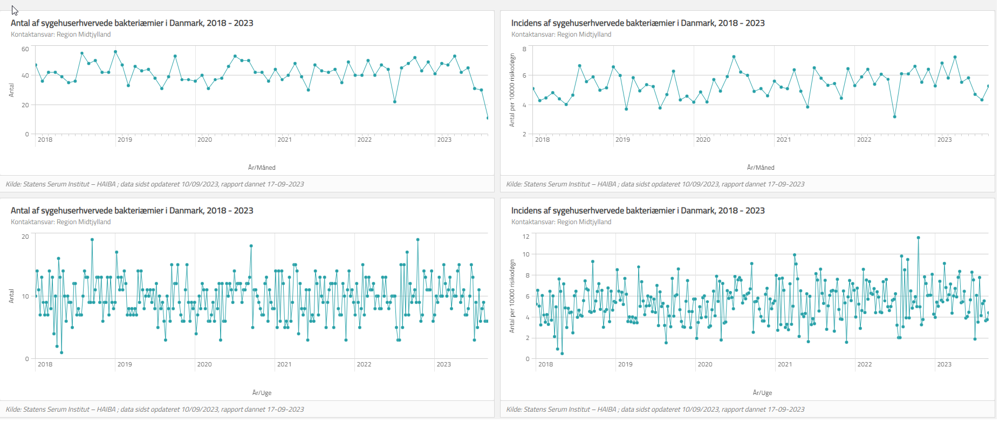 Antal af sygehuserhvervede bakteriæmier i Danmark, 2018 - 2023
Kontaktansvar: Region Midtjylland
60
40
20
0
Antal
2018 2019 2020 2021 2022 2023
År/Måned
Kilde: Statens Serum Institut – HAIBA ; data sidst opdateret 10/09/2023, rapport dannet 17-09-2023
Incidens af sygehuserhvervede bakteriæmier i Danmark, 2018 - 2023
Kontaktansvar: Region Midtjylland
8
6
4
2
Antal per 10000 risikodøgn
2018 2019 2020 2021 2022 2023
År/Måned
Kilde: Statens Serum Institut – HAIBA ; data sidst opdateret 10/09/2023, rapport dannet 17-09-2023
Antal af sygehuserhvervede bakteriæmier i Danmark, 2018 - 2023
Kontaktansvar: Region Midtjylland
20
10
0
Antal
2018 2019 2020 2021 2022 2023
År/Uge
Kilde: Statens Serum Institut – HAIBA ; data sidst opdateret 10/09/2023, rapport dannet 17-09-2023
Incidens af sygehuserhvervede bakteriæmier i Danmark, 2018 - 2023
Kontaktansvar: Region Midtjylland
12
10
8
6
4
2
0
Antal per 10000 risikodøgn
2018 2019 2020 2021 2022 2023
År/Uge
Kilde: Statens Serum Institut – HAIBA ; data sidst opdateret 10/09/2023, rapport dannet 17-09-2023